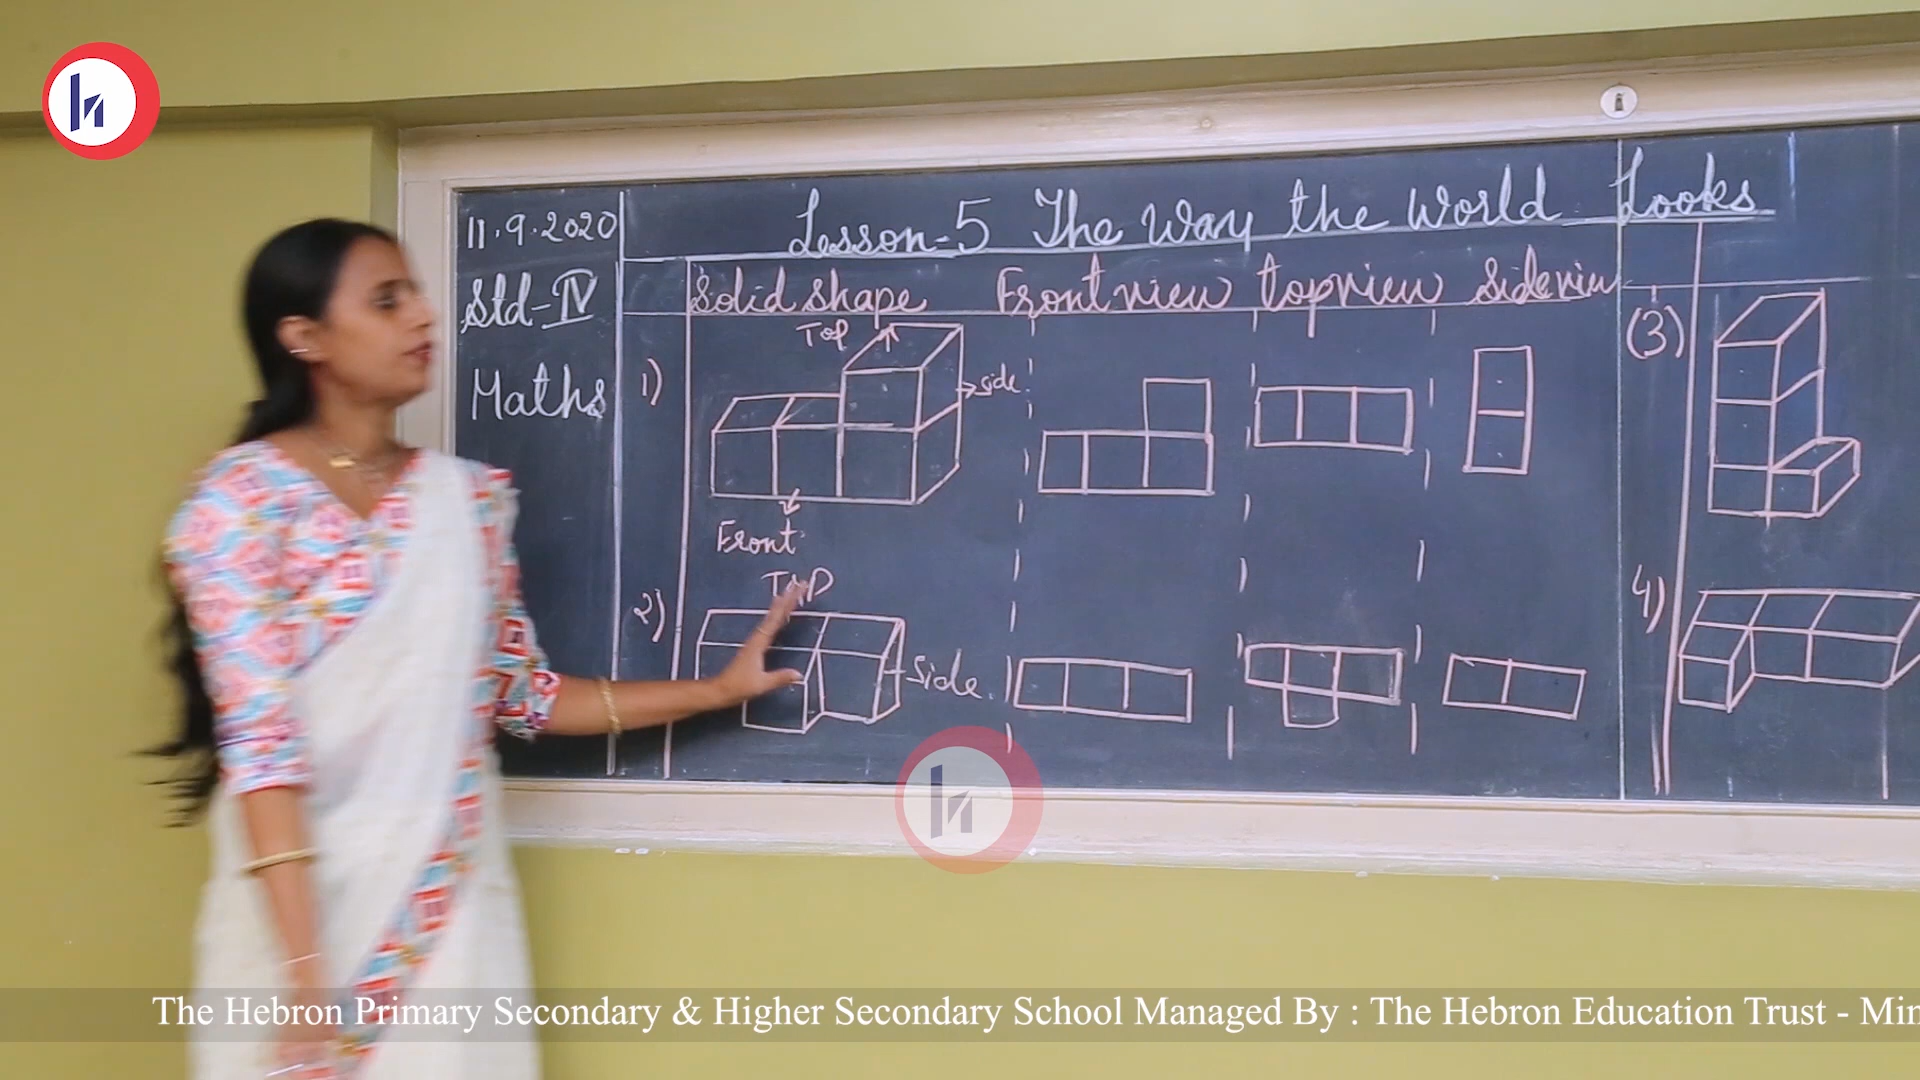 Lesson-5 The Way the World Looks
11.9.2020
Std-IV
Maths
Solid shape Front view top view Side view
1)
Top
side
Front
2)
TOP
Side
(3)
4)
The Hebron Primary Secondary & Higher Secondary School Managed By : The Hebron Education Trust - Min